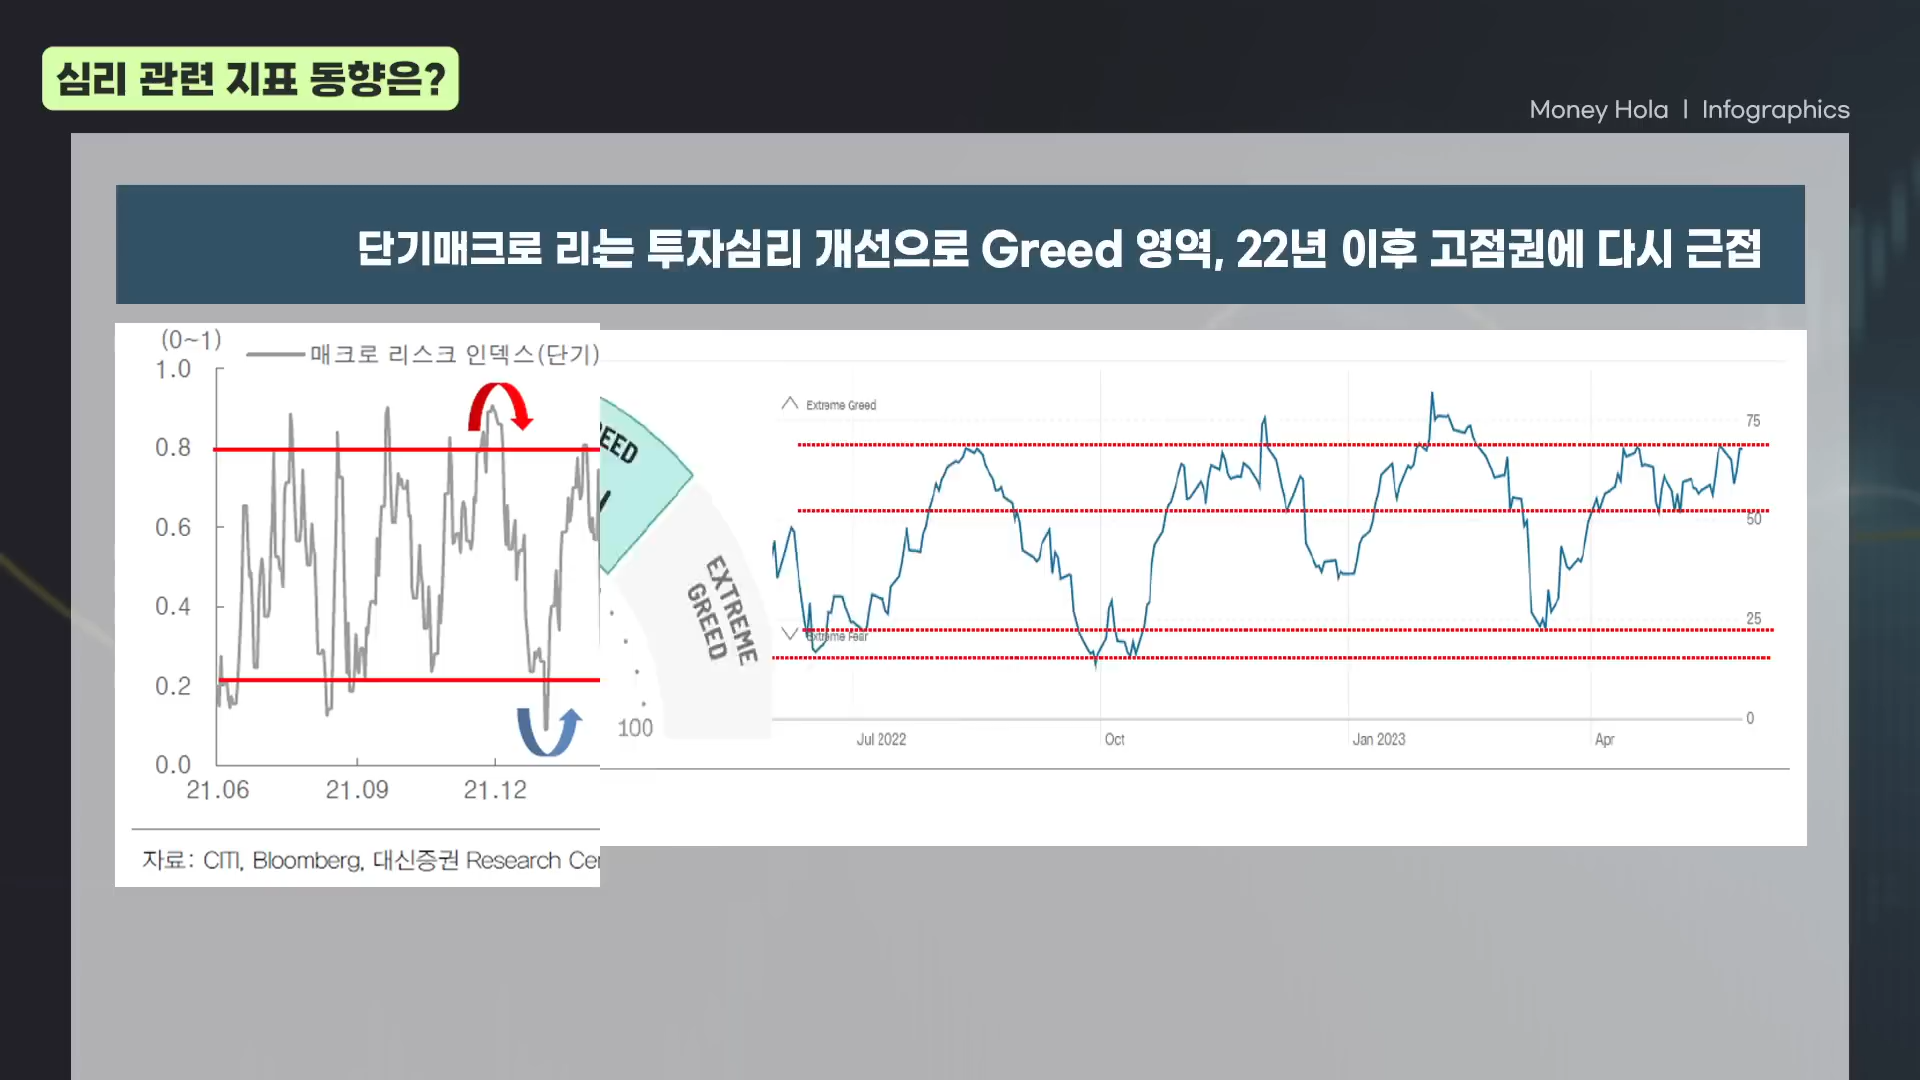 심리 관련 지표 동향은?
Money Hola | Infographics
단기매크로 리는 투자심리 개선으로 Greed 영역, 22년 이후 고점권에 다시 근접
(0~1)
매크로 리스크 인덱스(단기)
1.0
0.8
0.6
0.4
0.2
0.0
21.06 21.09 21.12
자료: CITI, Bloomberg, 대신증권 Research Cer
EED
EXTREME
GREED
100
Extreme Greed
Extreme Fear
75
50
25
0
Jul 2022 Oct Jan 2023 Apr